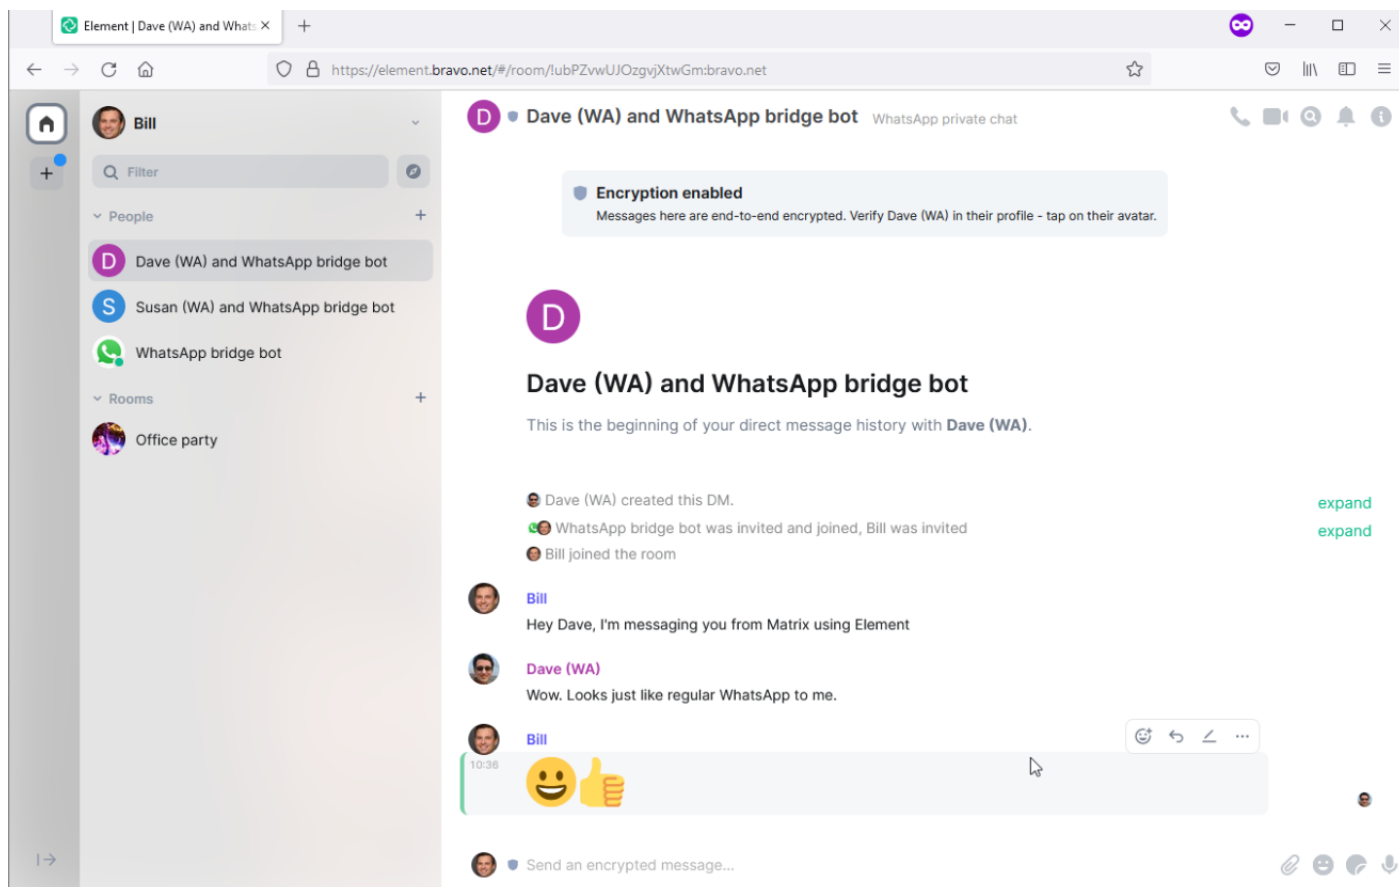 Element | Dave (WA) and Whats
https://element.bravo.net/#/room/!ubPZvwUJOzgvjXtwGm:bravo.net
Bill
Filter
People
D Dave (WA) and WhatsApp bridge bot
S Susan (WA) and WhatsApp bridge bot
WhatsApp bridge bot
Rooms
Office party
D Dave (WA) and WhatsApp bridge bot WhatsApp private chat
Encryption enabled
Messages here are end-to-end encrypted. Verify Dave (WA) in their profile - tap on their avatar.
D
Dave (WA) and WhatsApp bridge bot
This is the beginning of your direct message history with Dave (WA).
Dave (WA) created this DM. expand
WhatsApp bridge bot was invited and joined, Bill was invited expand
Bill joined the room
Bill
Hey Dave, I'm messaging you from Matrix using Element
Dave (WA)
Wow. Looks just like regular WhatsApp to me.
Bill
10:36
Send an encrypted message...